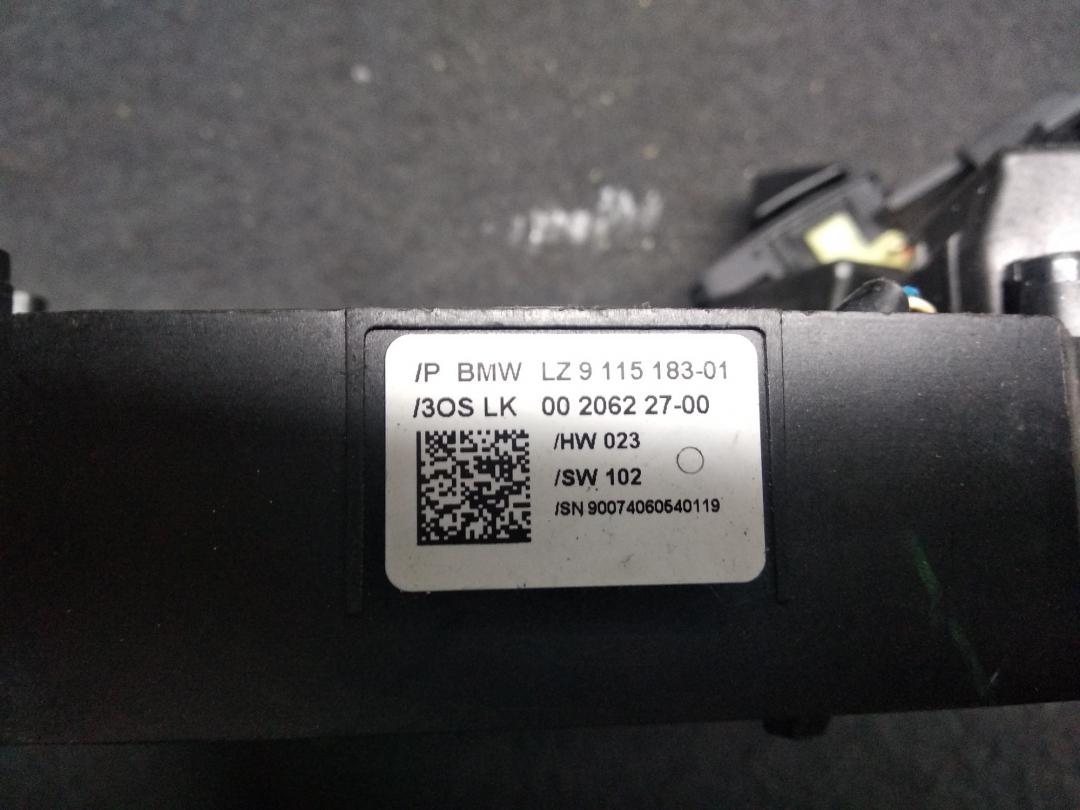 /P BMW LZ 9 115 183-01
/3OS LK 00 2062 27-00
/HW 023
/SW 102
/SN 90074060540119